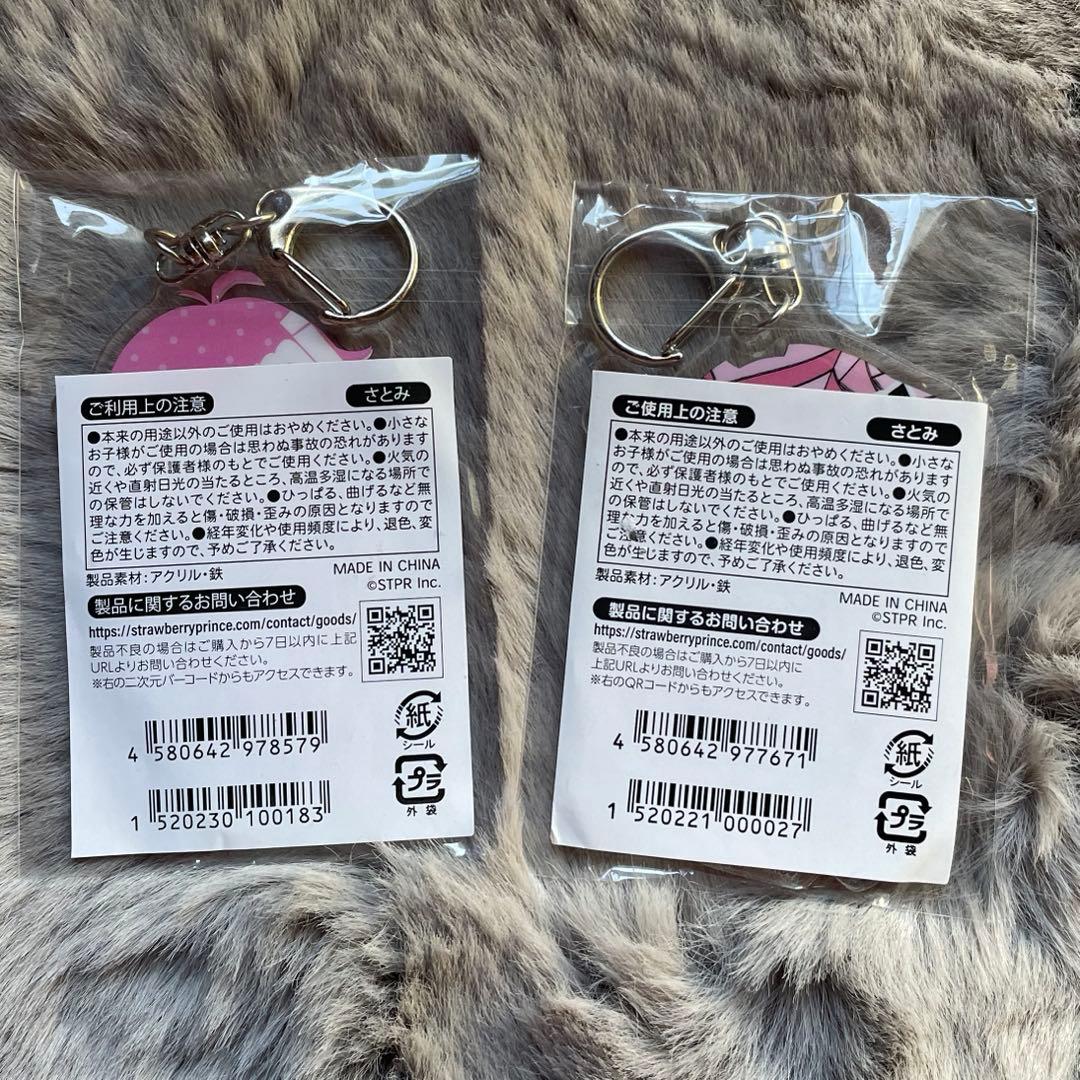 ご利用上の注意
さとみ
●本来の用途以外のご使用はおやめください。●小さな
お子様がご使用の場合は思わぬ事故の恐れがあります
ので、必ず保護者様のもとでご使用ください。●火気の
近くや直射日光の当たるところ、高温多湿になる場所で
の保管はしないでください。●ひっぱる、曲げるなど無
理な力を加えると傷・破損・歪みの原因となりますので
ご注意ください。●経年変化や使用頻度により、退色、変
色が生じますので、予めご了承ください。
製品素材:アクリル・鉄
MADE IN CHINA
©STPR Inc.
製品に関するお問い合わせ
https://strawberryprince.com/contact/goods/
製品不良の場合はご購入から7日以内に上記
URLよりお問い合わせください。
※右の二次元バーコードからもアクセスできます。
紙
シール
4 580642 978579
プラ
外袋
1 520230 100183
ご使用上の注意
さとみ
●本来の用途以外のご使用はおやめください。●小さな
お子様がご使用の場合は思わぬ事故の恐れがあります
ので、必ず保護者様のもとでご使用ください。●火気の
近くや直射日光の当たるところ、高温多湿になる場所で
の保管はしないでください。●ひっぱる、曲げるなど無
理な力を加えると傷・破損・歪みの原因となりますので
ご注意ください。●経年変化や使用頻度により、退色、変
色が生じますので、予めご了承ください。
製品素材:アクリル・鉄
MADE IN CHINA
©STPR Inc.
製品に関するお問い合わせ
https://strawberryprince.com/contact/goods/
製品不良の場合はご購入から7日以内に
上記URLよりお問い合わせください。
※右のQRコードからもアクセスできます。
紙
シール
4 580642 977671
プラ
外袋
1 520221 000027